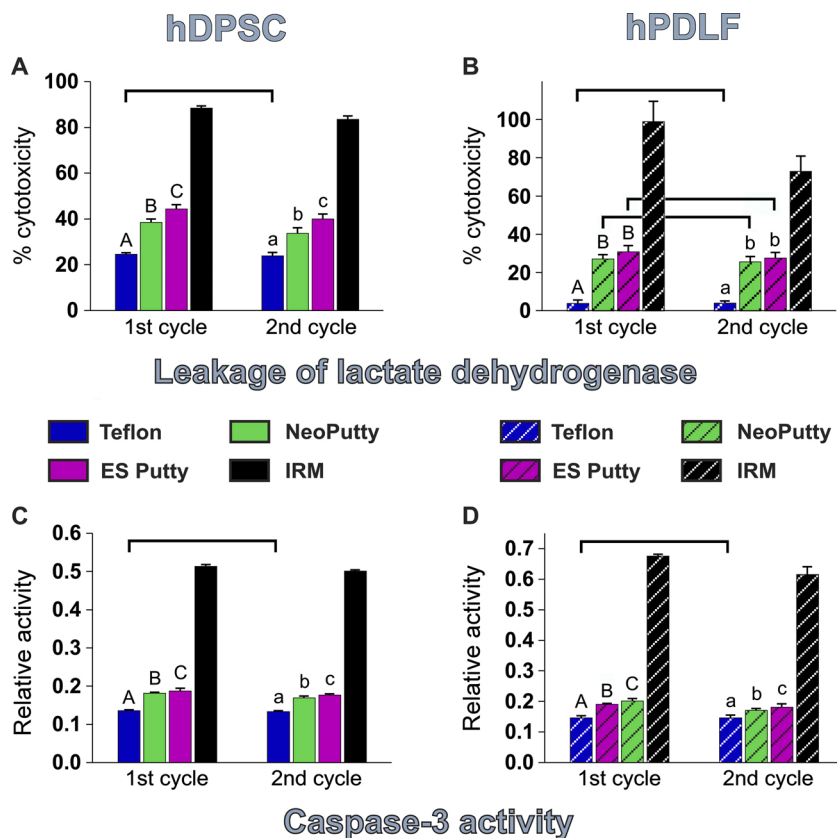 hDPSC
hPDLF
A
B
% cytotoxicity
100
80
60
40
20
0
A
B
C
a
b
c
1st cycle
2nd cycle
% cytotoxicity
100
80
60
40
20
0
A
B
B
a
b
b
1st cycle
2nd cycle
Leakage of lactate dehydrogenase
Teflon
NeoPutty
ES Putty
IRM
Teflon
NeoPutty
ES Putty
IRM
C
D
Relative activity
0.6
0.5
0.4
0.3
0.2
0.1
0.0
A
B
C
a
b
c
1st cycle
2nd cycle
Relative activity
0.7
0.6
0.5
0.4
0.3
0.2
0.1
0.0
A
B
C
a
b
c
1st cycle
2nd cycle
Caspase-3 activity